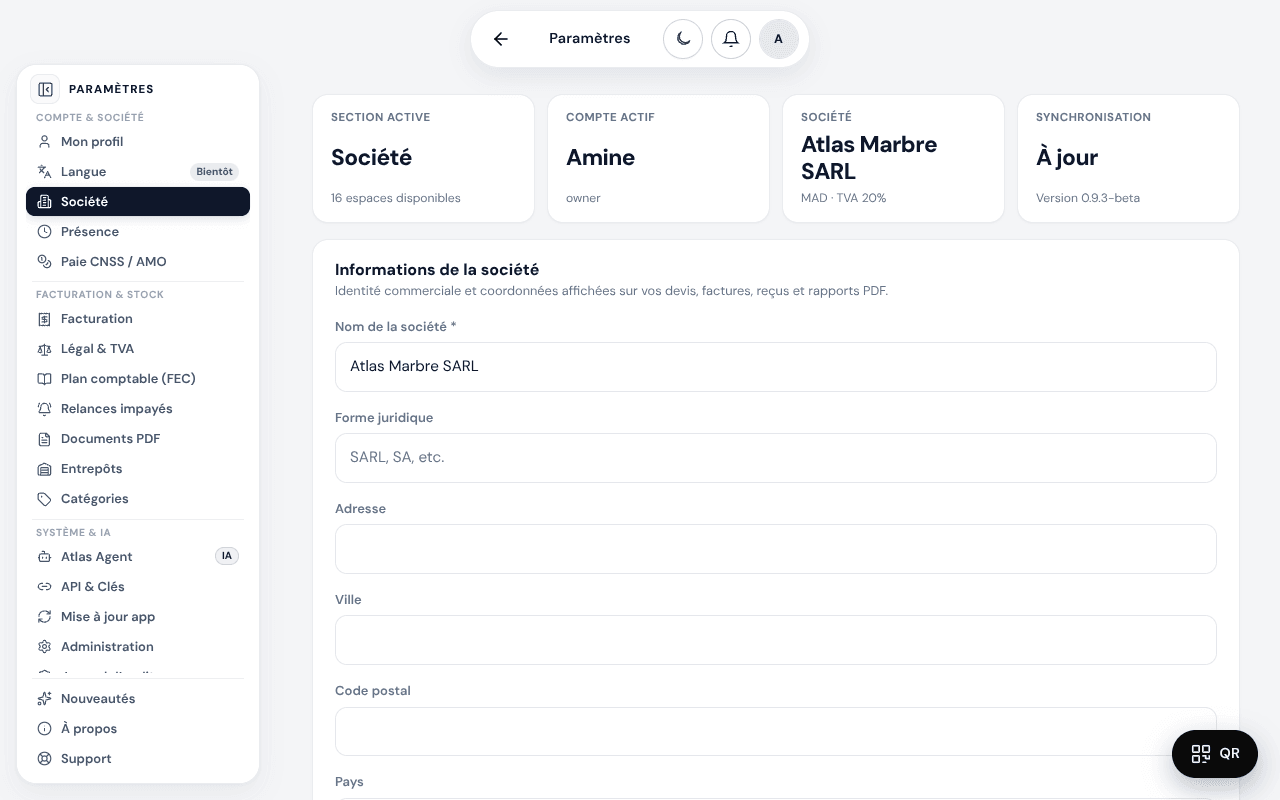 Paramètres
A
PARAMÈTRES
COMPTE & SOCIÉTÉ
Mon profil
Langue
Bientôt
Société
Présence
Paie CNSS / AMO
FACTURATION & STOCK
Facturation
Légal & TVA
Plan comptable (FEC)
Relances impayés
Documents PDF
Entrepôts
Catégories
SYSTÈME & IA
Atlas Agent
IA
API & Clés
Mise à jour app
Administration
Nouveautés
À propos
Support
SECTION ACTIVE
Société
16 espaces disponibles
COMPTE ACTIF
Amine
owner
SOCIÉTÉ
Atlas Marbre
SARL
MAD · TVA 20%
SYNCHRONISATION
À jour
Version 0.9.3-beta
Informations de la société
Identité commerciale et coordonnées affichées sur vos devis, factures, reçus et rapports PDF.
Nom de la société *
Atlas Marbre SARL
Forme juridique
SARL, SA, etc.
Adresse
Ville
Code postal
Pays
QR